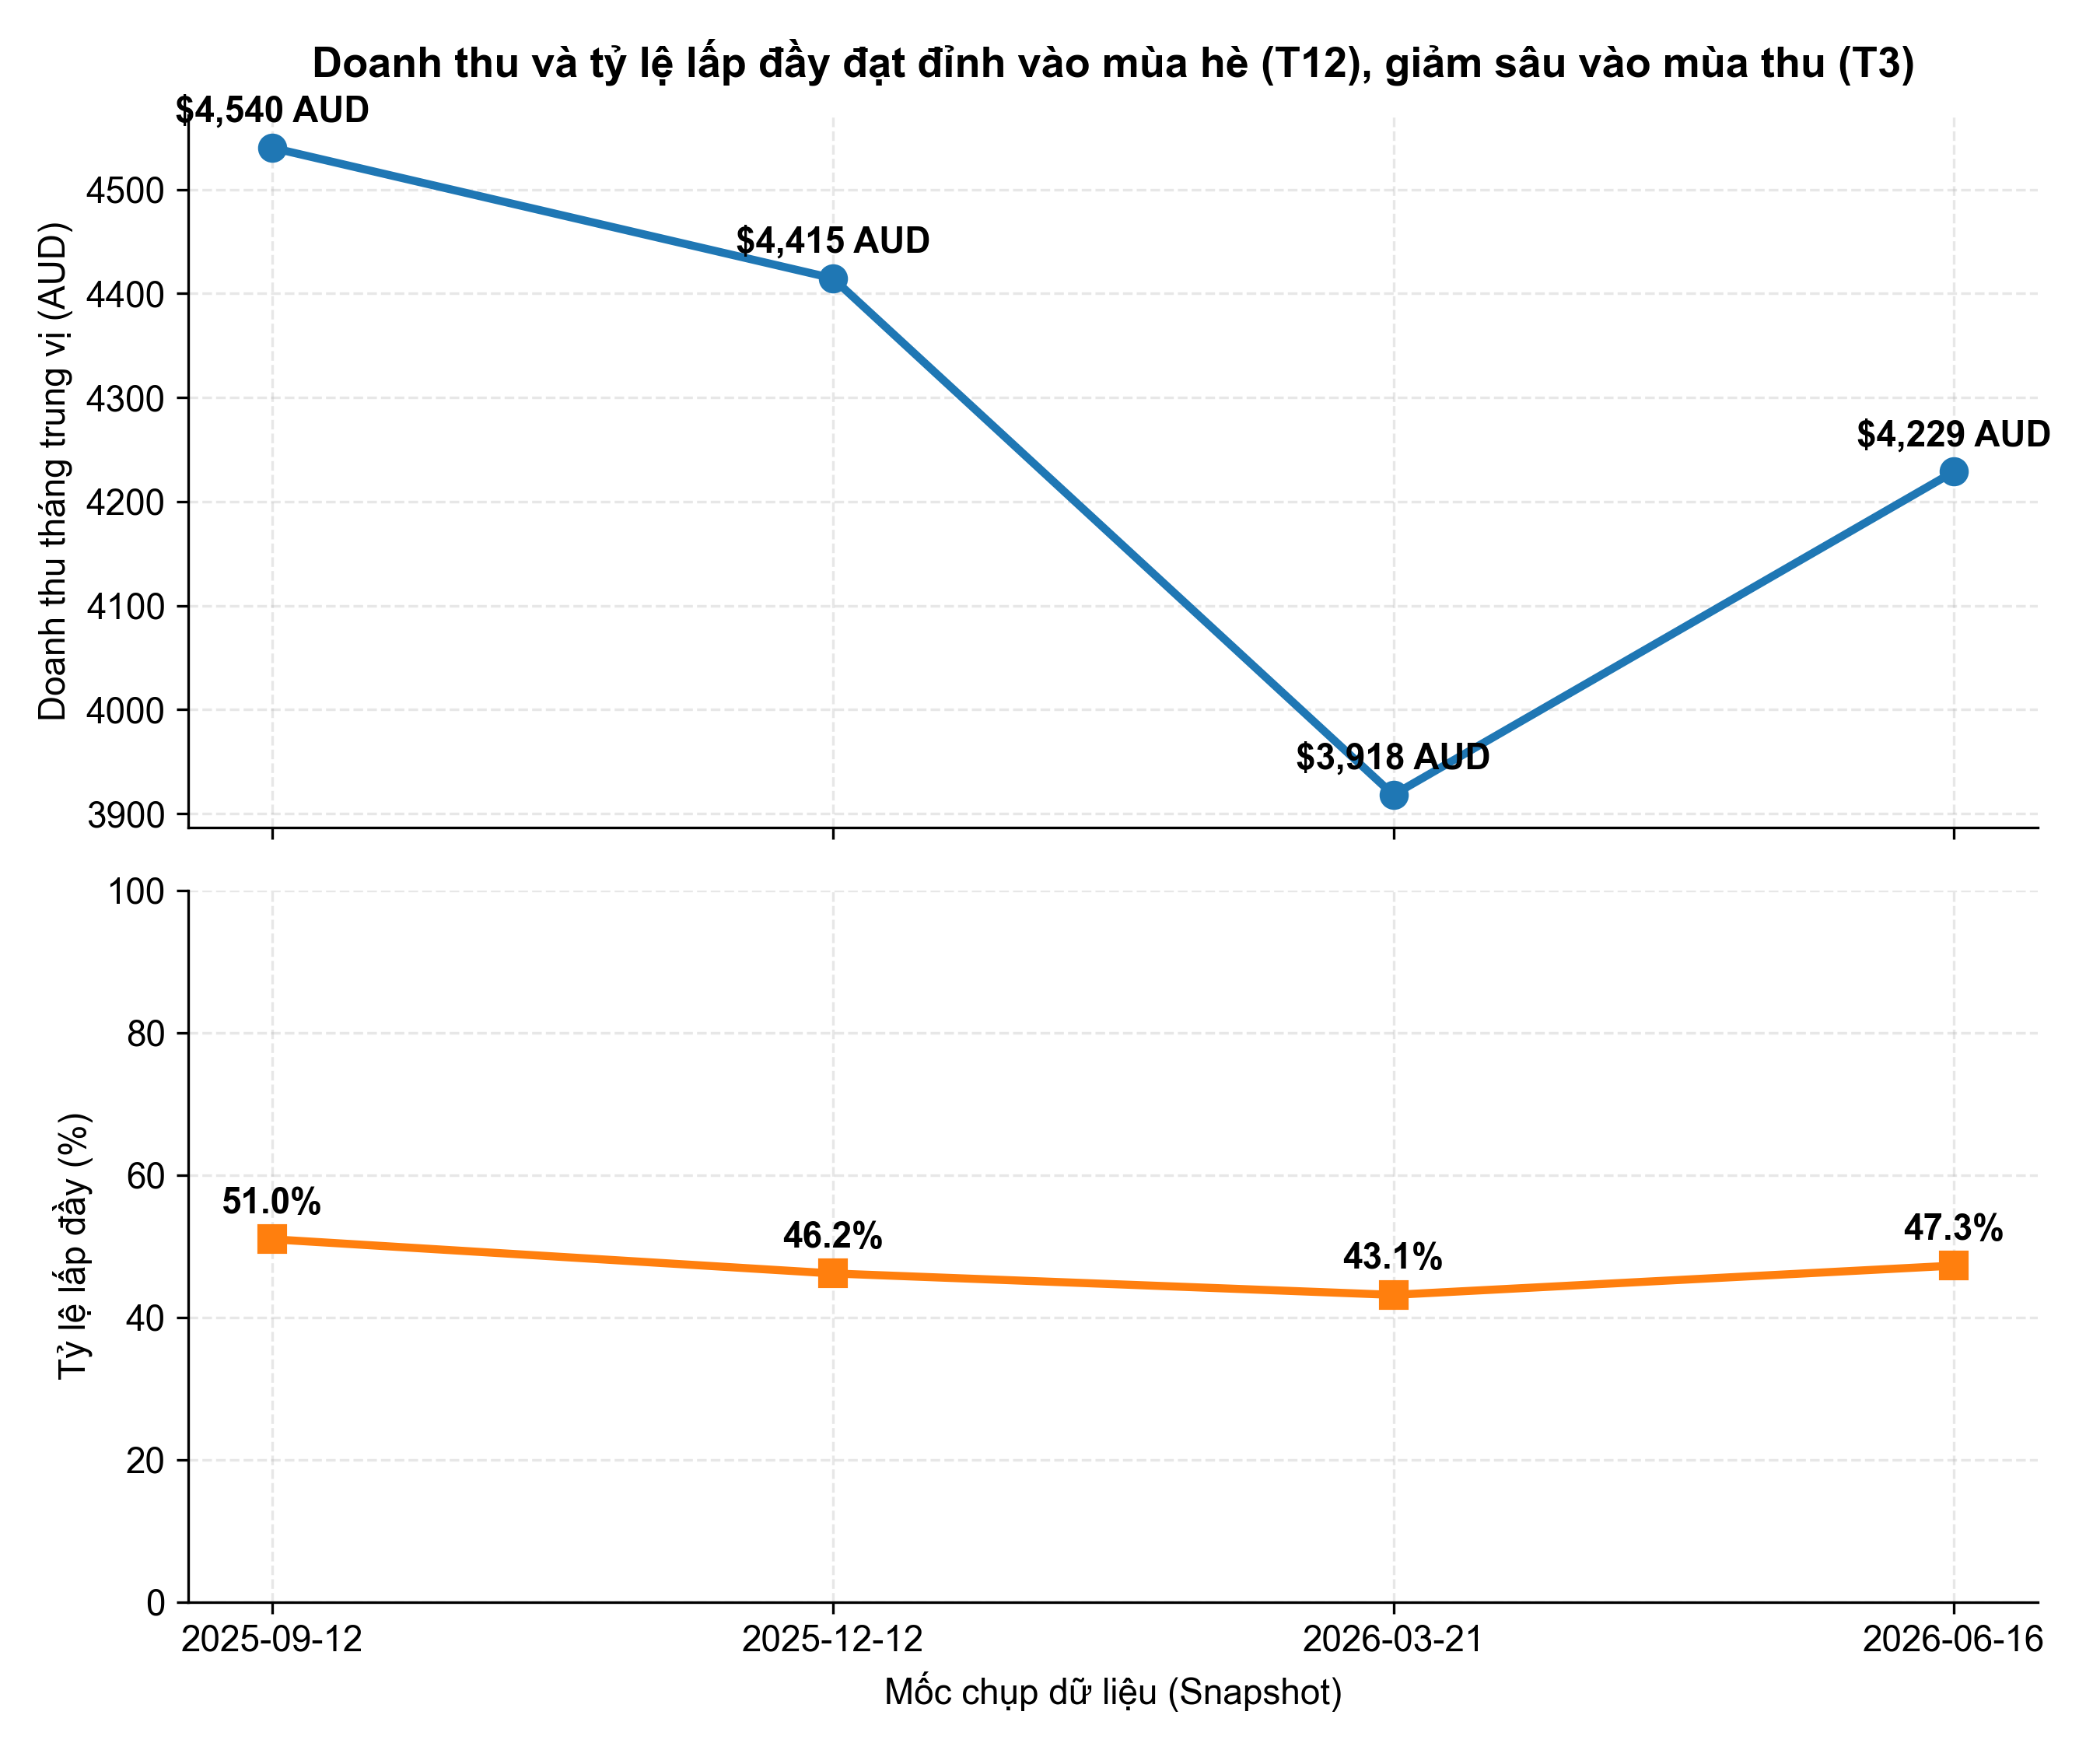 Doanh thu và tỷ lệ lấp đầy đạt đỉnh vào mùa hè (T12), giảm sâu vào mùa thu (T3)
$4,540 AUD
4500
$4,415 AUD
4400
4300
$4,229 AUD
4200
4100
4000
$3,918 AUD
3900
Doanh thu tháng trung vị (AUD)
100
80
60
51.0%
46.2%
43.1%
47.3%
40
20
0
Tỷ lệ lấp đầy (%)
2025-09-12
2025-12-12
2026-03-21
2026-06-16
Mốc chụp dữ liệu (Snapshot)